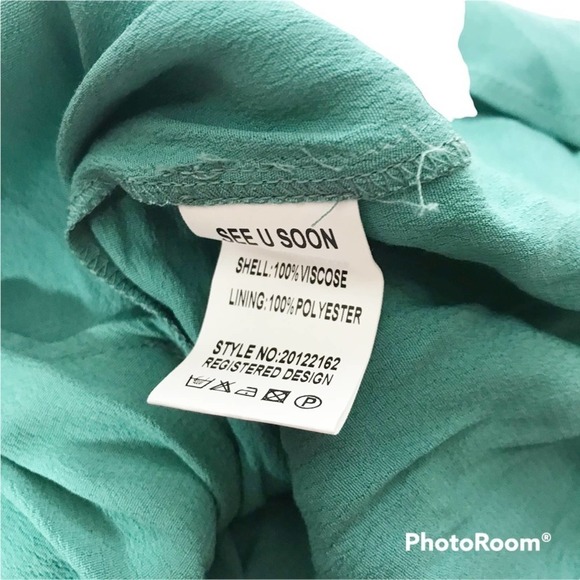 SEE U SOON
SHELL:100%VISCOSE
LINING:100%POLYESTER
STYLE NO:20122162
REGISTERED DESIGN
P
PhotoRoom®